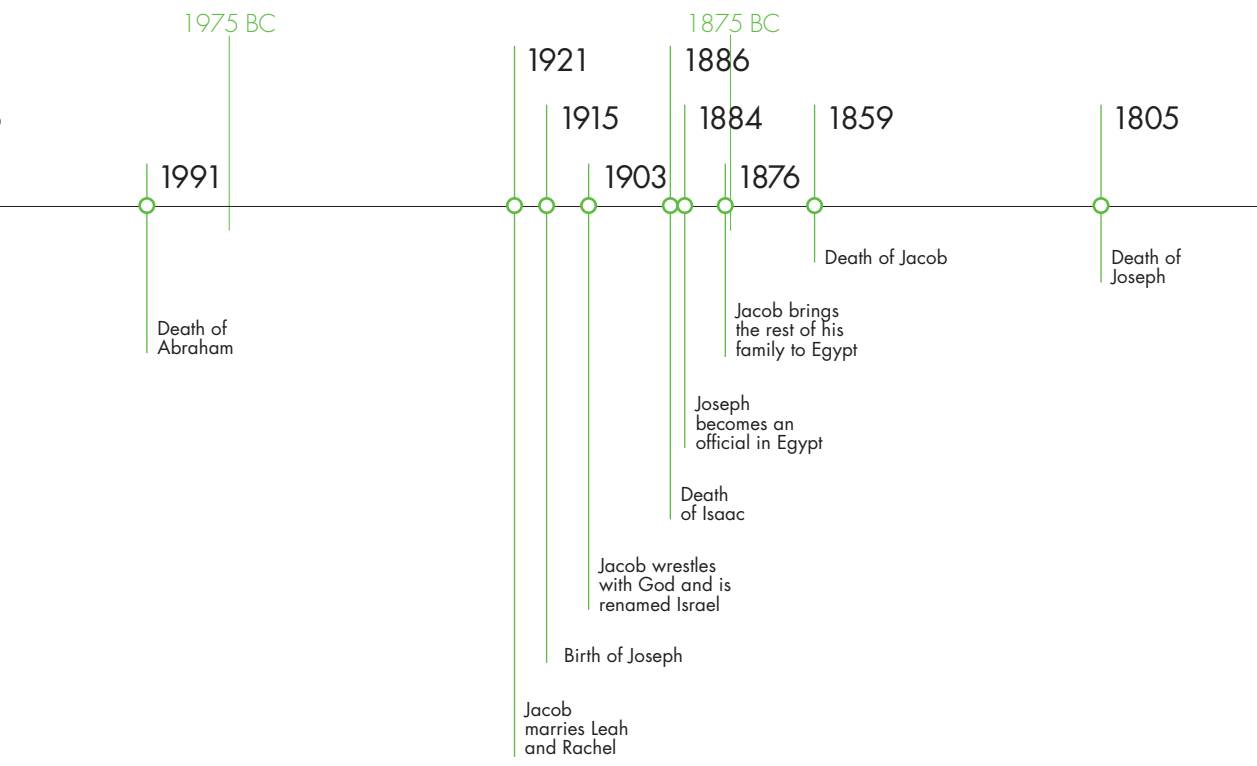 1975 BC
1875 BC
1921
1886
1915
1884
1859
1805
1991
1903
1876
Death of Jacob
Death of
Joseph
Jacob brings
the rest of his
family to Egypt
Death of
Abraham
Joseph
becomes an
official in Egypt
Death
of Isaac
Jacob wrestles
with God and is
renamed Israel
Birth of Joseph
Jacob
marries Leah
and Rachel